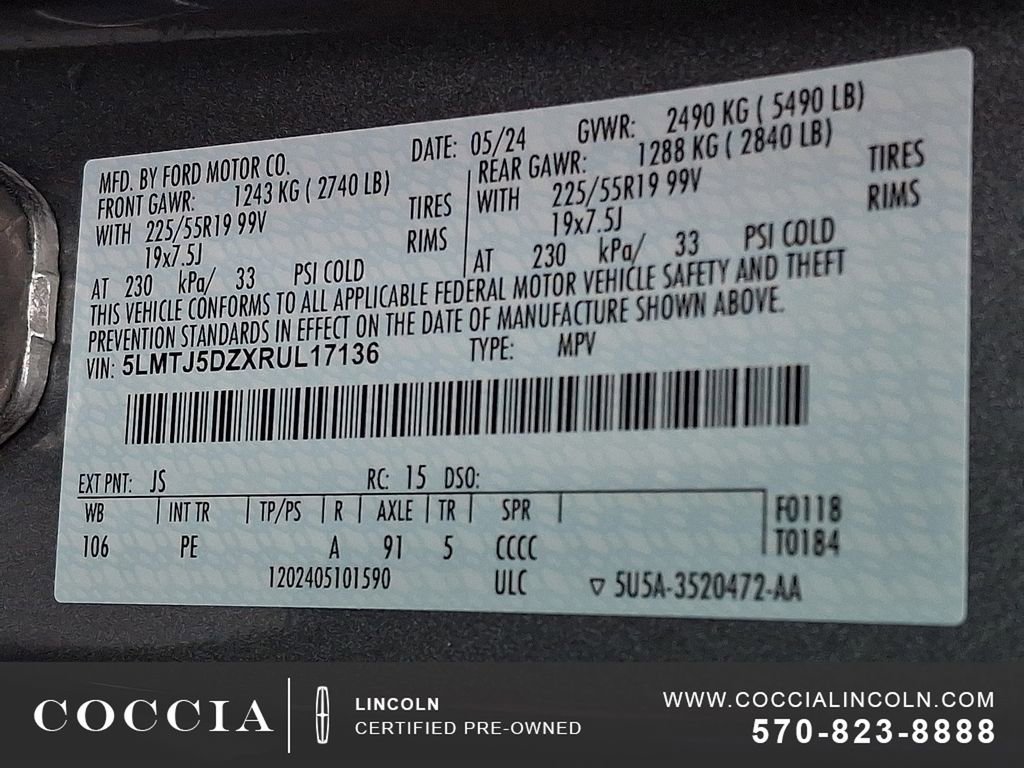 MFD. BY FORD MOTOR CO. DATE: 05/24 GVWR: 2490 KG ( 5490 LB)
FRONT GAWR: 1243 KG ( 2740 LB) REAR GAWR: 1288 KG ( 2840 LB)
WITH 225/55R19 99V TIRES WITH 225/55R19 99V TIRES
19x7.5J RIMS 19x7.5J RIMS
AT 230 kPa/ 33 PSI COLD AT 230 kPa/ 33 PSI COLD
THIS VEHICLE CONFORMS TO ALL APPLICABLE FEDERAL MOTOR VEHICLE SAFETY AND THEFT
PREVENTION STANDARDS IN EFFECT ON THE DATE OF MANUFACTURE SHOWN ABOVE.
VIN: 5LMTJ5DZXRUL17136 TYPE: MPV
EXT PNT: JS RC: 15 DSO:
WB INT TR TP/PS R AXLE TR SPR F0118
106 PE A 91 5 CCCC T0184
1202405101590 ULC ▽ 5U5A-3520472-AA
COCCIA LINCOLN
CERTIFIED PRE-OWNED
WWW.COCCIALINCOLN.COM
570-823-8888